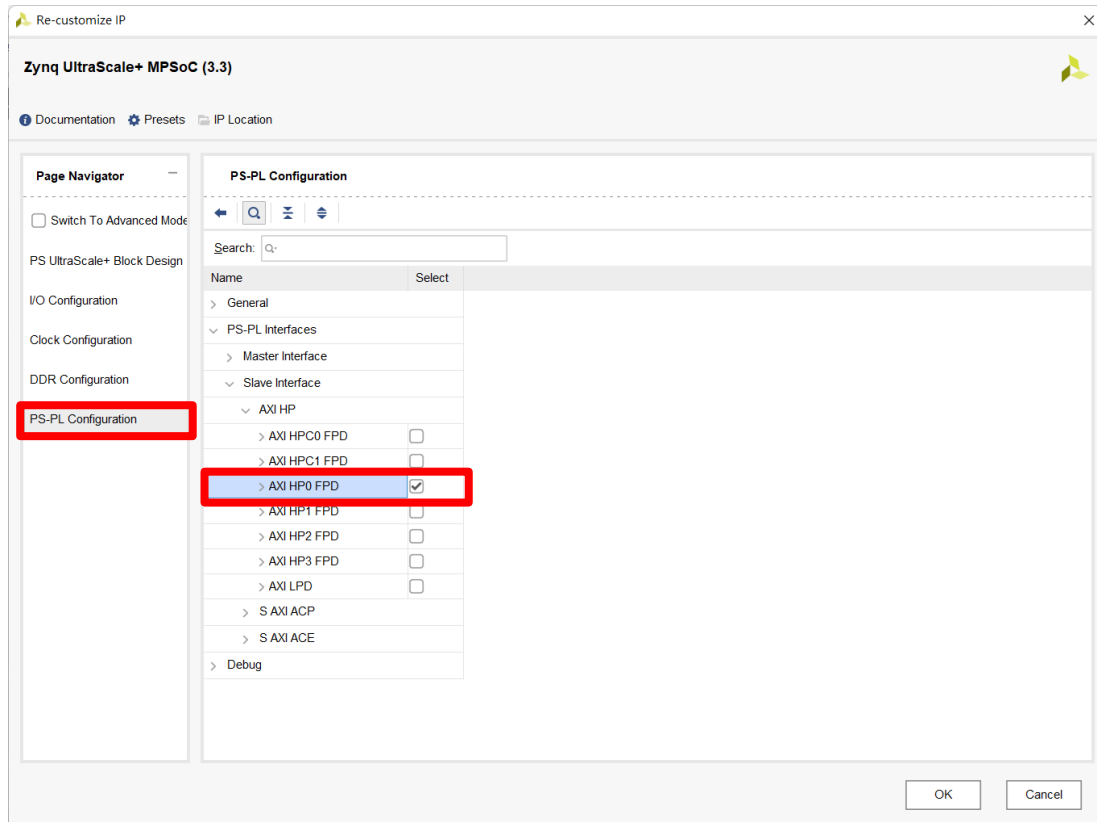 Re-customize IP
Zynq UltraScale+ MPSoC (3.3)
Documentation Presets IP Location
Page Navigator
Switch To Advanced Mode
PS UltraScale+ Block Design
I/O Configuration
Clock Configuration
DDR Configuration
PS-PL Configuration
PS-PL Configuration
Search:
Name Select
General
PS-PL Interfaces
Master Interface
Slave Interface
AXI HP
AXI HPC0 FPD
AXI HPC1 FPD
AXI HP0 FPD
AXI HP1 FPD
AXI HP2 FPD
AXI HP3 FPD
AXI LPD
S AXI ACP
S AXI ACE
Debug
OK Cancel